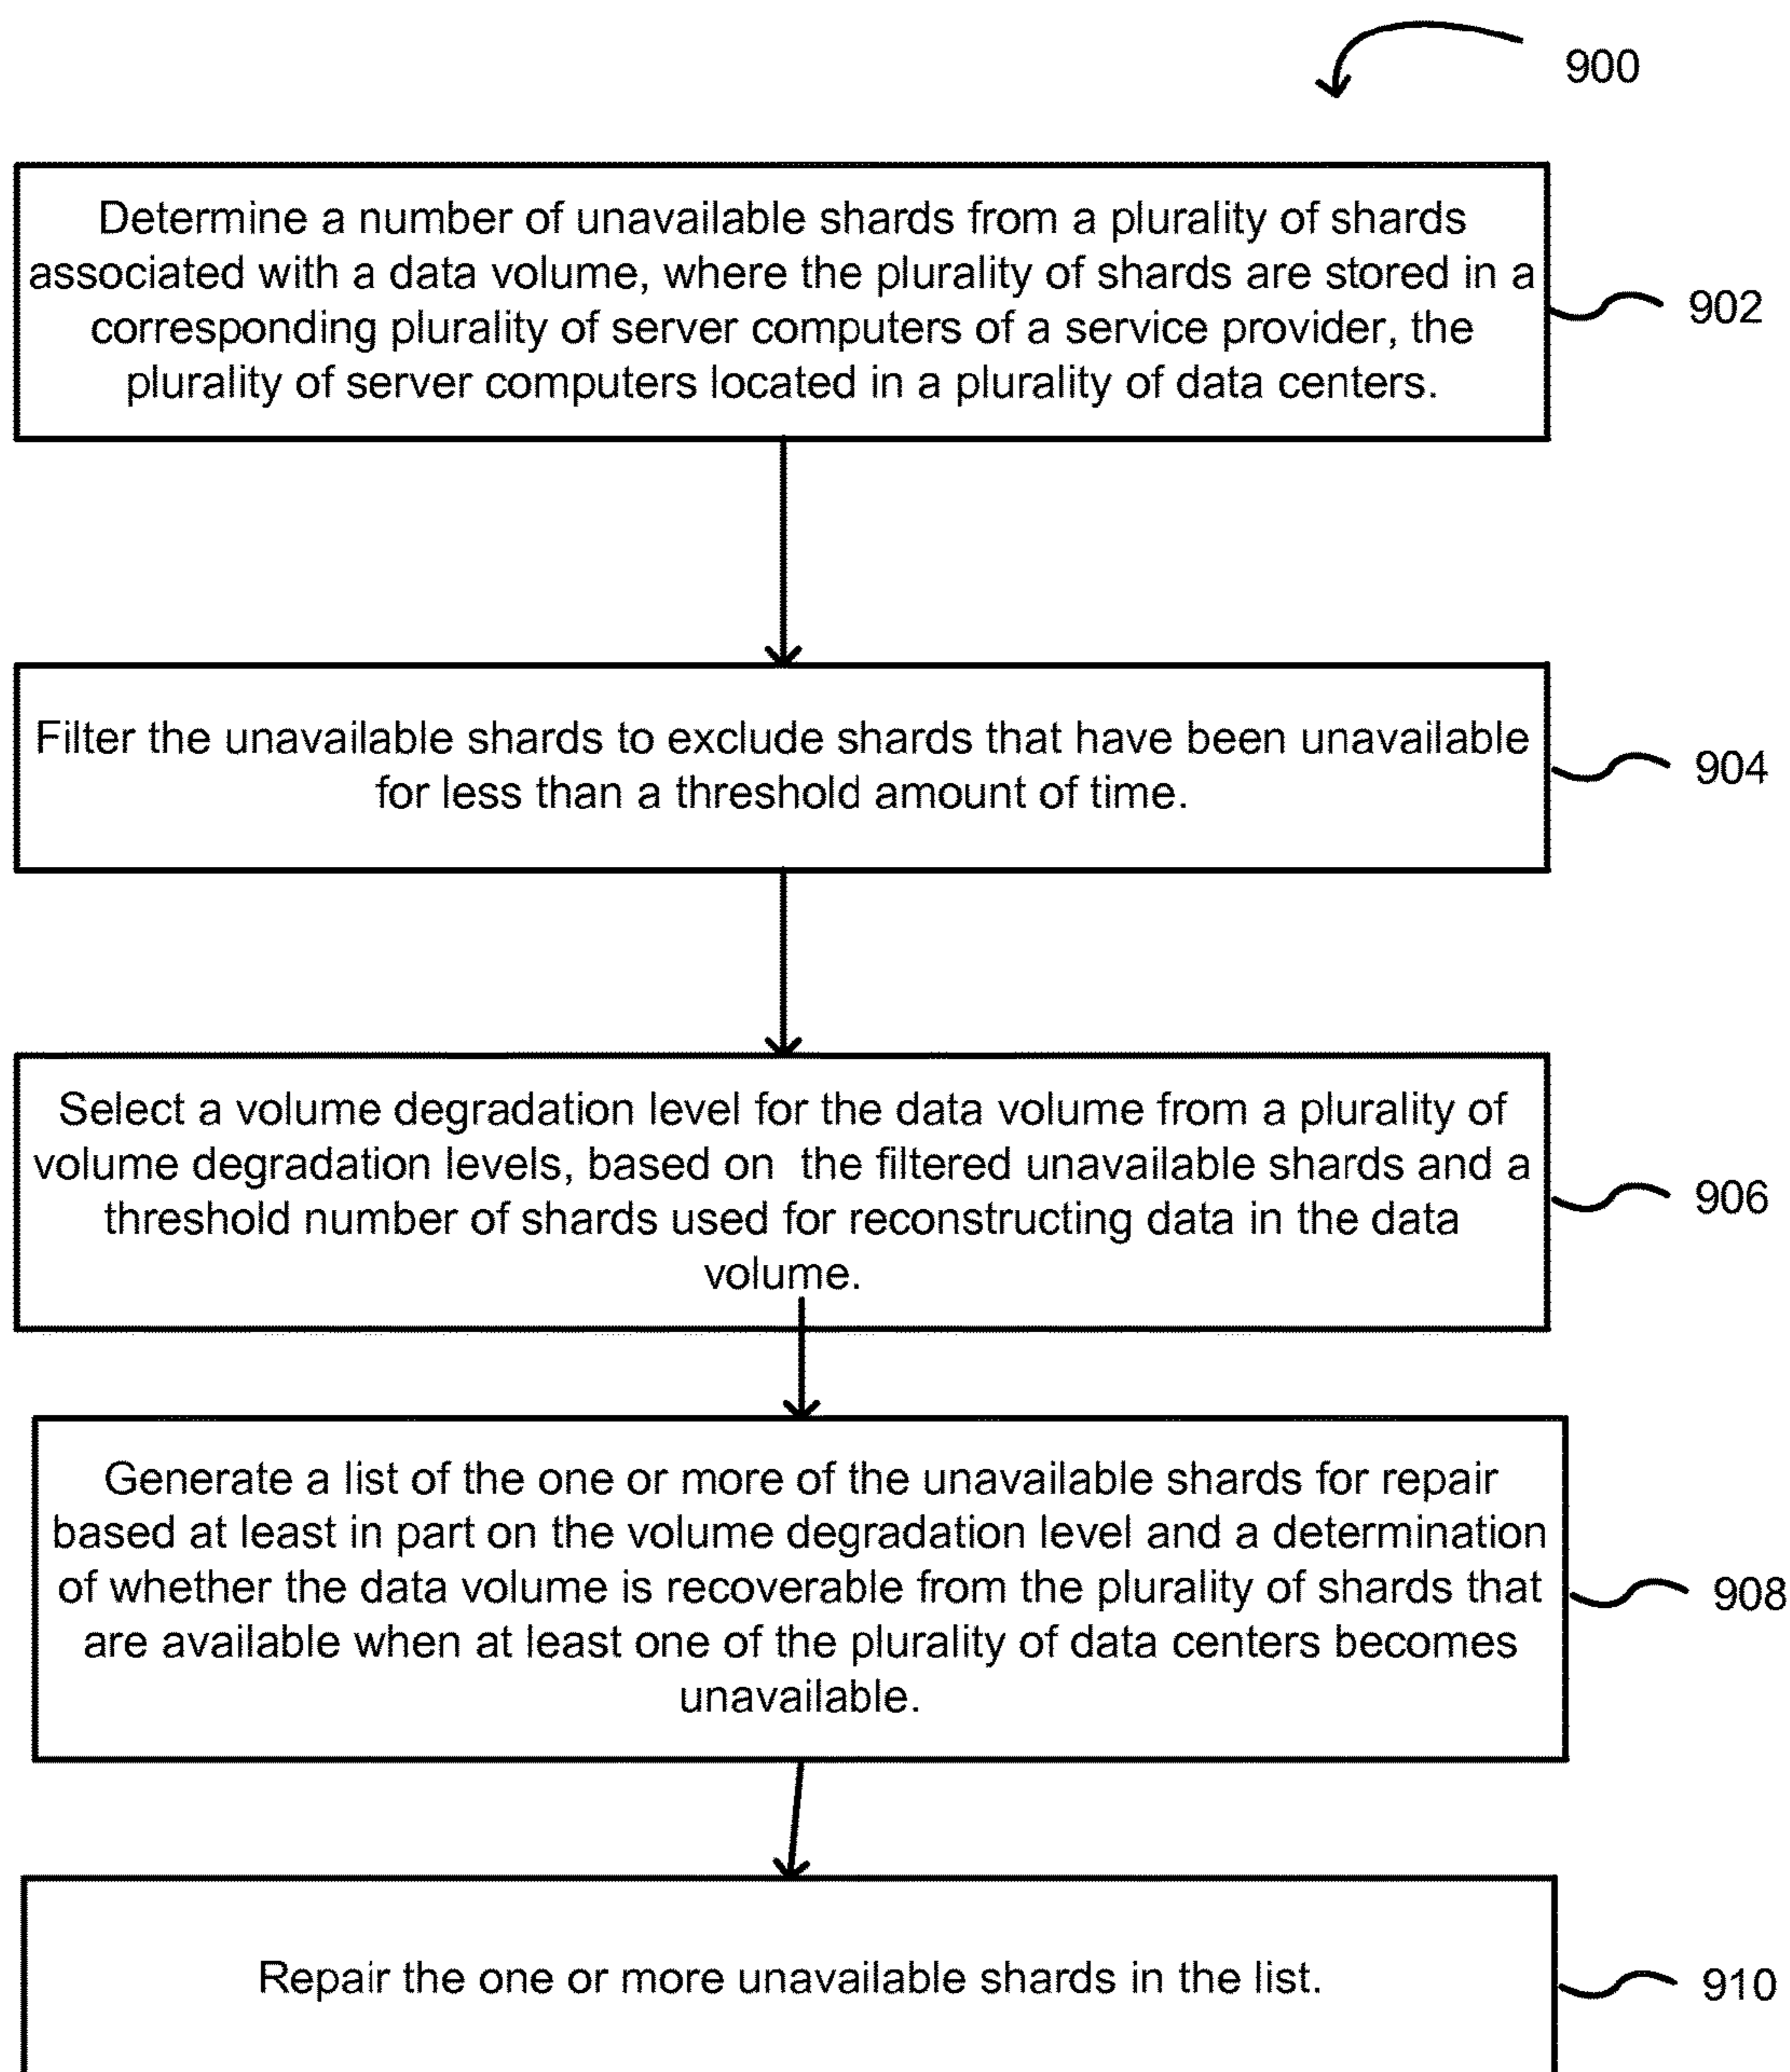 900
Determine a number of unavailable shards from a plurality of shards
associated with a data volume, where the plurality of shards are stored in a
corresponding plurality of server computers of a service provider, the
plurality of server computers located in a plurality of data centers.
902
Filter the unavailable shards to exclude shards that have been unavailable
for less than a threshold amount of time.
904
Select a volume degradation level for the data volume from a plurality of
volume degradation levels, based on the filtered unavailable shards and a
threshold number of shards used for reconstructing data in the data
volume.
906
Generate a list of the one or more of the unavailable shards for repair
based at least in part on the volume degradation level and a determination
of whether the data volume is recoverable from the plurality of shards that
are available when at least one of the plurality of data centers becomes
unavailable.
908
Repair the one or more unavailable shards in the list.
910